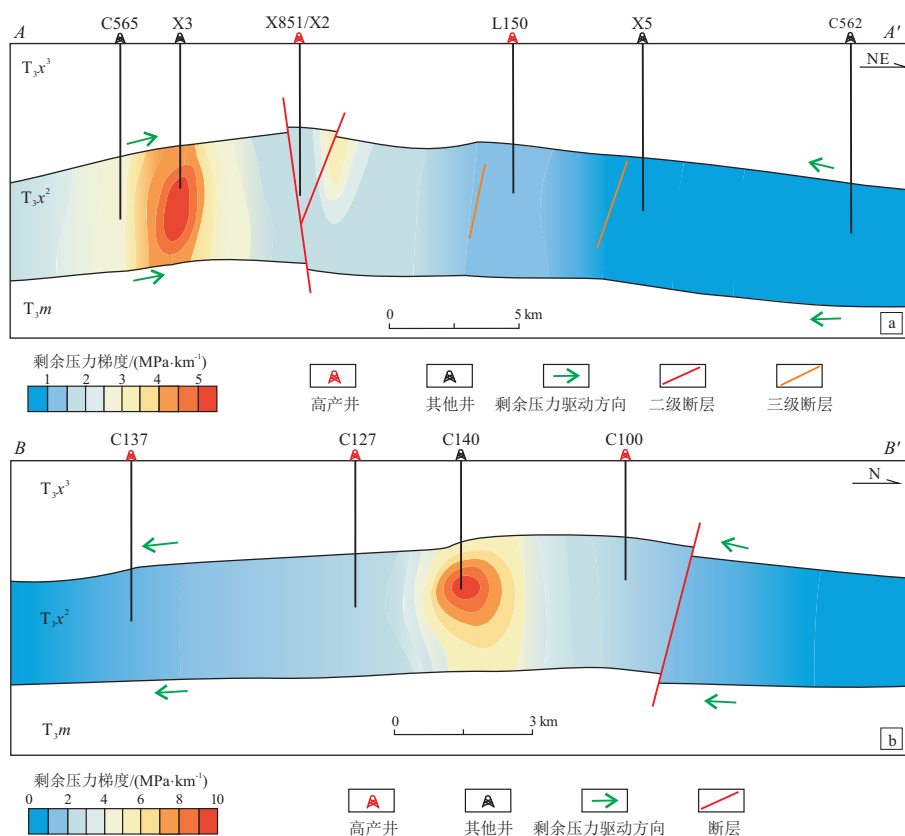 A C565 X3 X851/X2 L150 X5 C562 A′
T₃x³
NE
T₃x²
T₃m
0 5 km
a
剩余压力梯度/(MPa·km⁻¹)
1 2 3 4 5
高产井 其他井 剩余压力驱动方向 二级断层 三级断层
B C137 C127 C140 C100 B′
T₃x³
N
T₃x²
T₃m
0 3 km
b
剩余压力梯度/(MPa·km⁻¹)
0 2 4 6 8 10
高产井 其他井 剩余压力驱动方向 断层